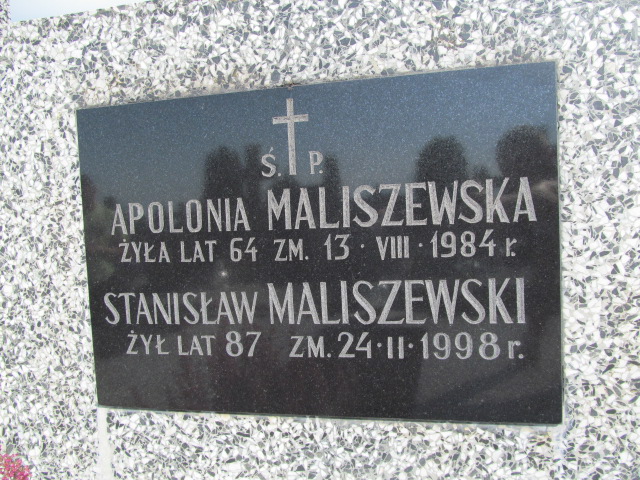 Ś. P.
APOLONIA MALISZEWSKA
ŻYŁA LAT 64 ZM. 13 · VIII · 1984 r.
STANISŁAW MALISZEWSKI
ŻYŁ LAT 87 ZM. 24 · II · 1998 r.